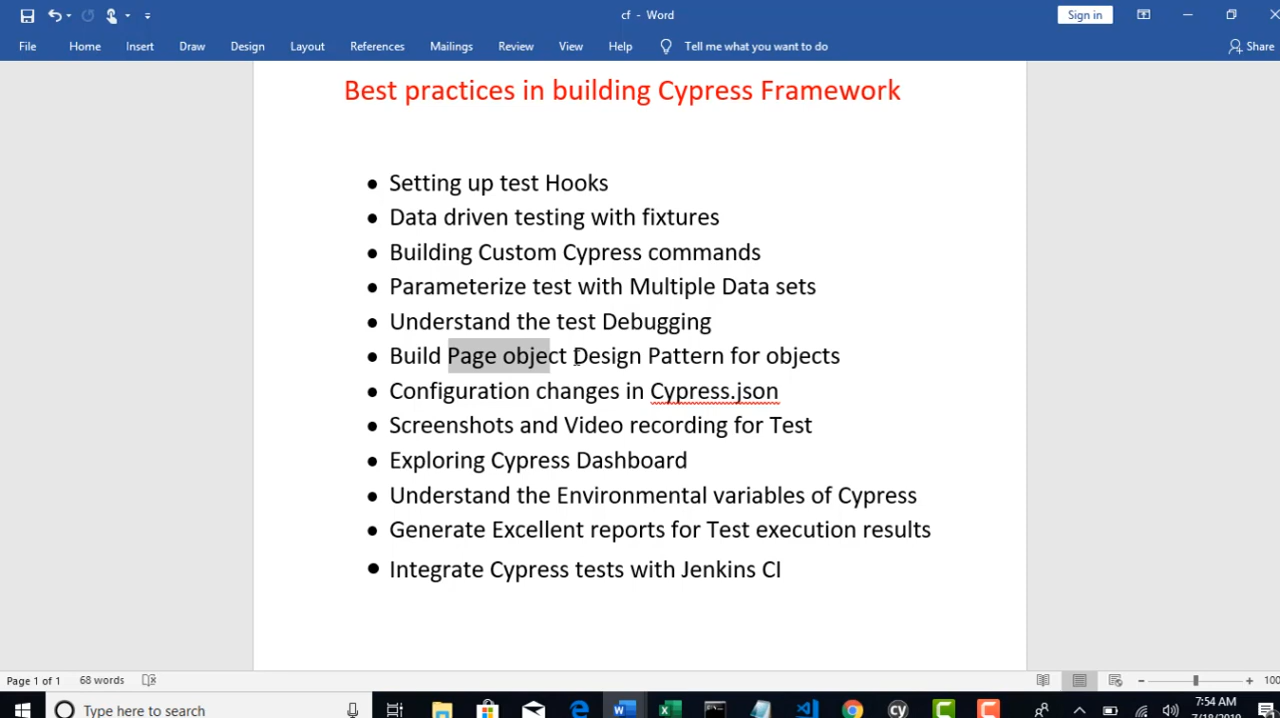 cf - Word
Sign in
File Home Insert Draw Design Layout References Mailings Review View Help Tell me what you want to do Share
Best practices in building Cypress Framework
Setting up test Hooks
Data driven testing with fixtures
Building Custom Cypress commands
Parameterize test with Multiple Data sets
Understand the test Debugging
Build Page object Design Pattern for objects
Configuration changes in Cypress.json
Screenshots and Video recording for Test
Exploring Cypress Dashboard
Understand the Environmental variables of Cypress
Generate Excellent reports for Test execution results
Integrate Cypress tests with Jenkins CI
Page 1 of 1 68 words
Type here to search
7:54 AM